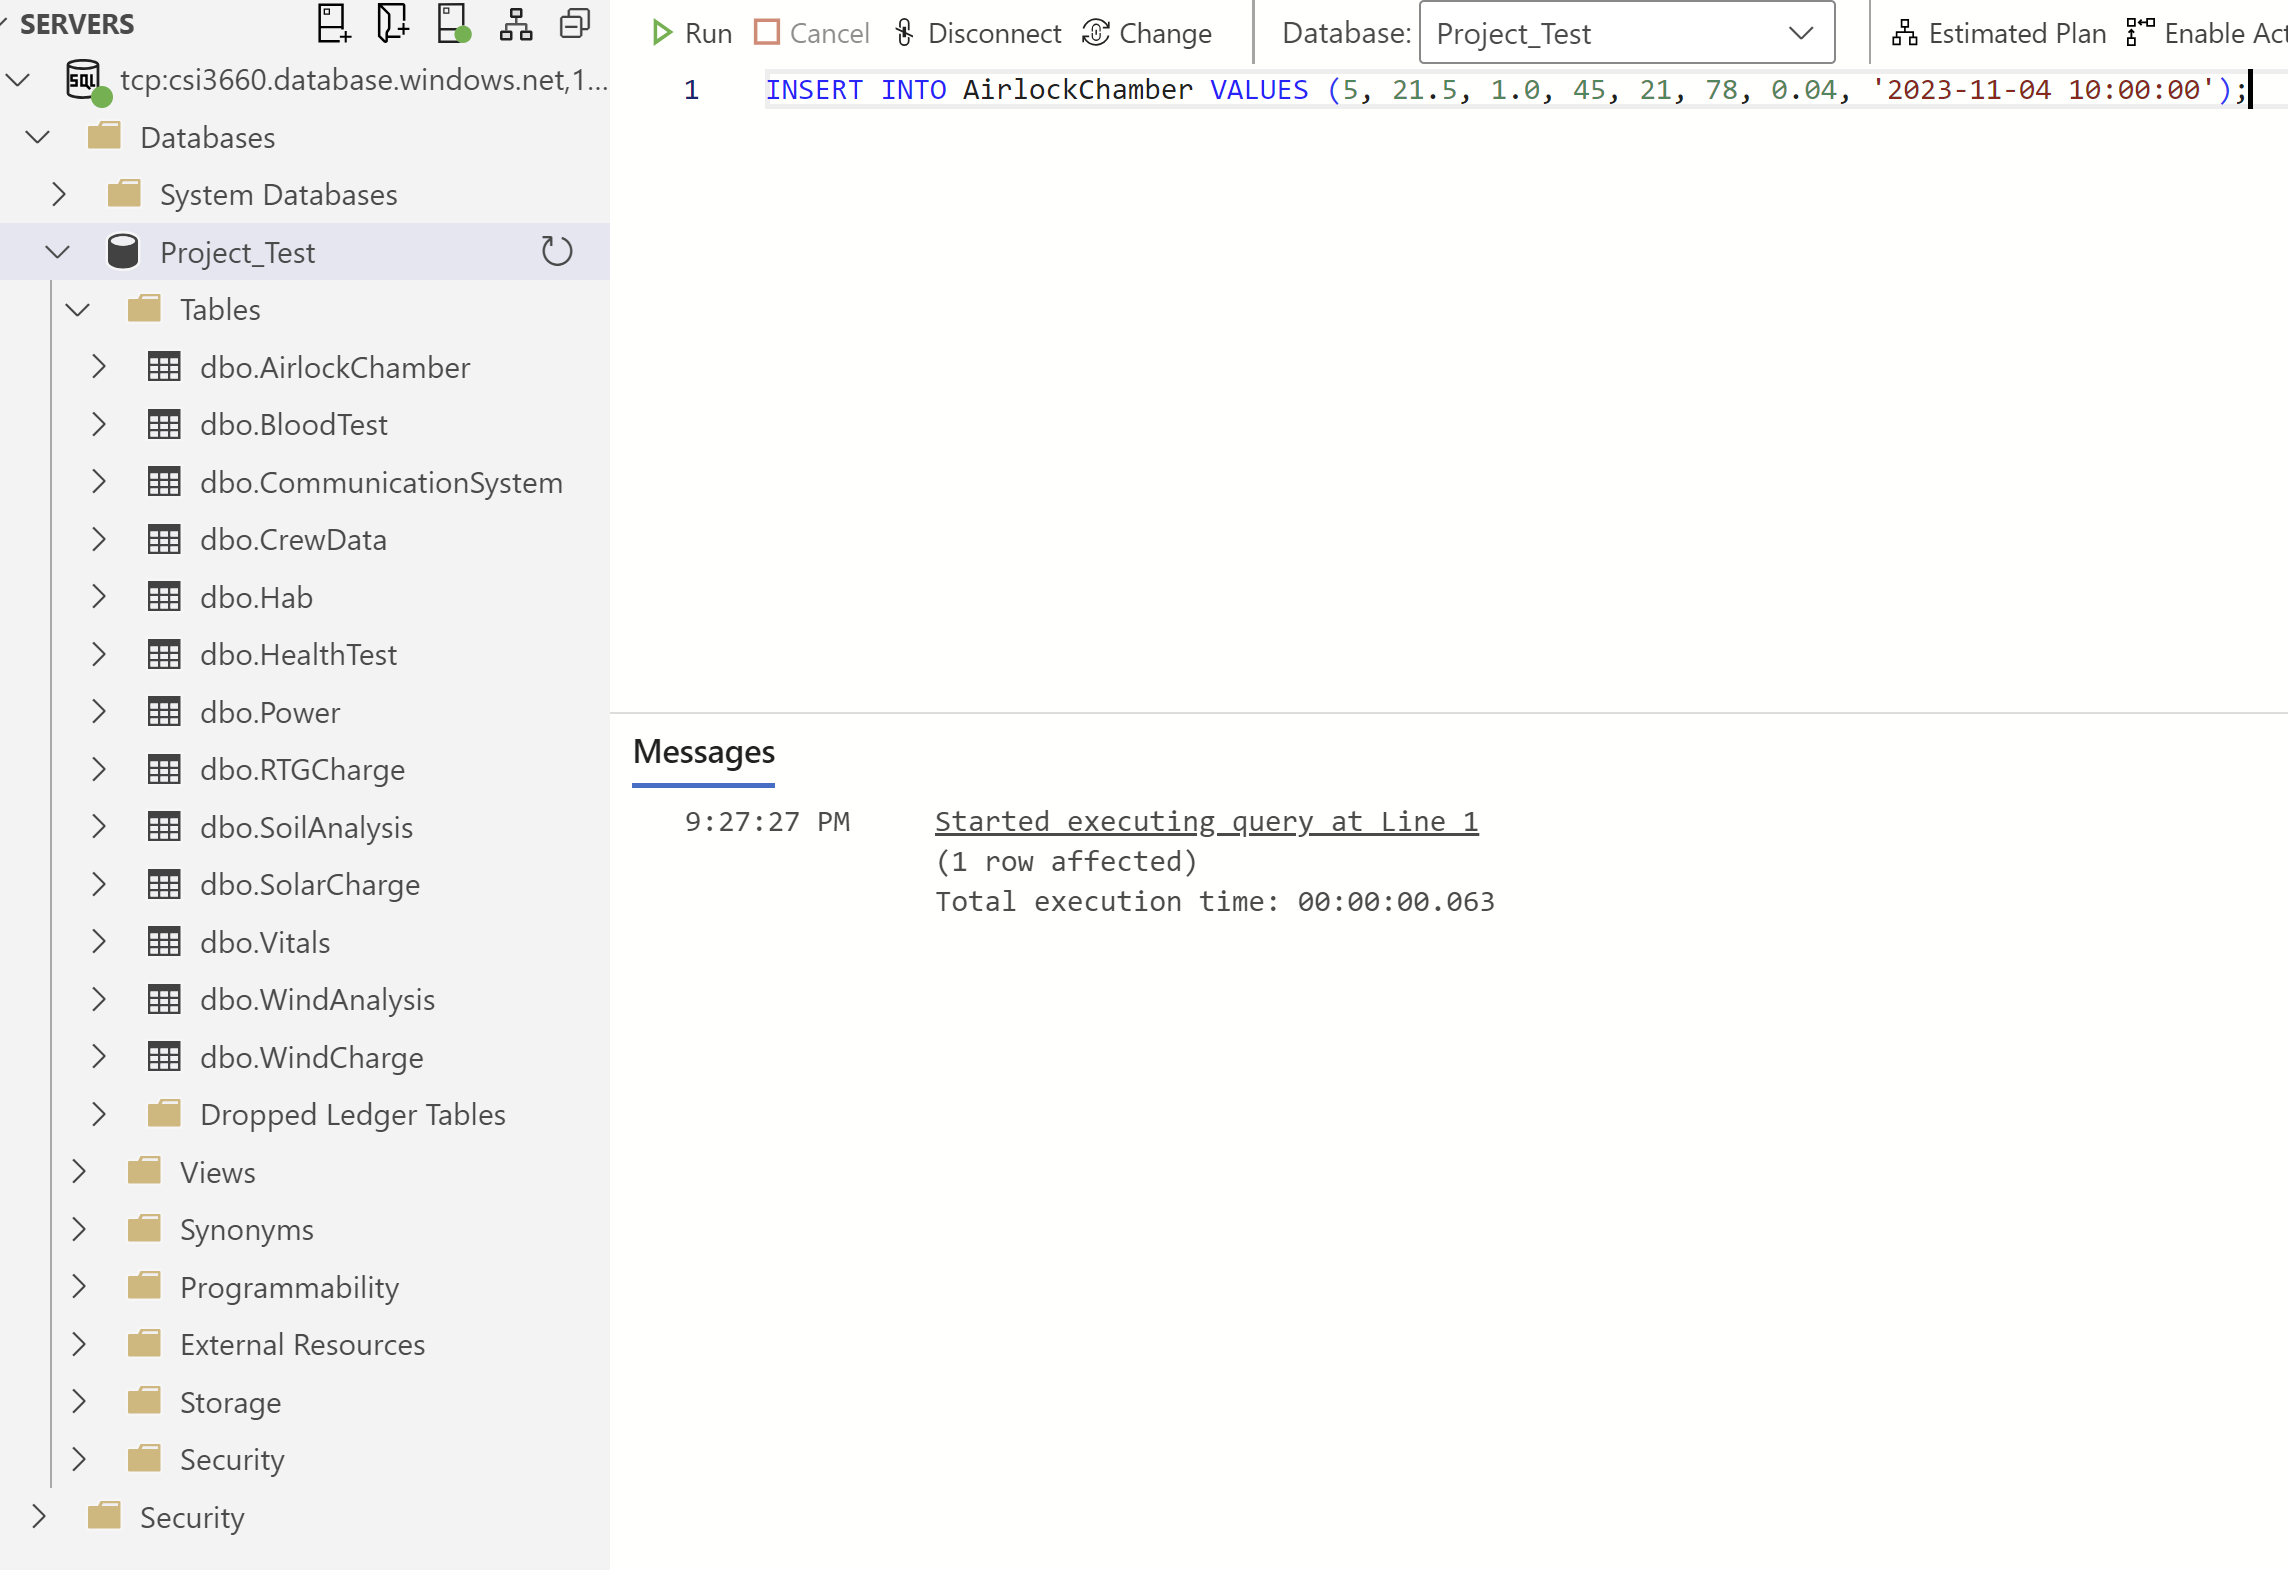 SERVERS
tcp:csi3660.database.windows.net,1...
Databases
System Databases
Project_Test
Tables
dbo.AirlockChamber
dbo.BloodTest
dbo.CommunicationSystem
dbo.CrewData
dbo.Hab
dbo.HealthTest
dbo.Power
dbo.RTGCharge
dbo.SoilAnalysis
dbo.SolarCharge
dbo.Vitals
dbo.WindAnalysis
dbo.WindCharge
Dropped Ledger Tables
Views
Synonyms
Programmability
External Resources
Storage
Security
Security
Run Cancel Disconnect Change Database: Project_Test Estimated Plan Enable Act
1 INSERT INTO AirlockChamber VALUES (5, 21.5, 1.0, 45, 21, 78, 0.04, '2023-11-04 10:00:00');
Messages
9:27:27 PM Started executing query at Line 1
(1 row affected)
Total execution time: 00:00:00.063